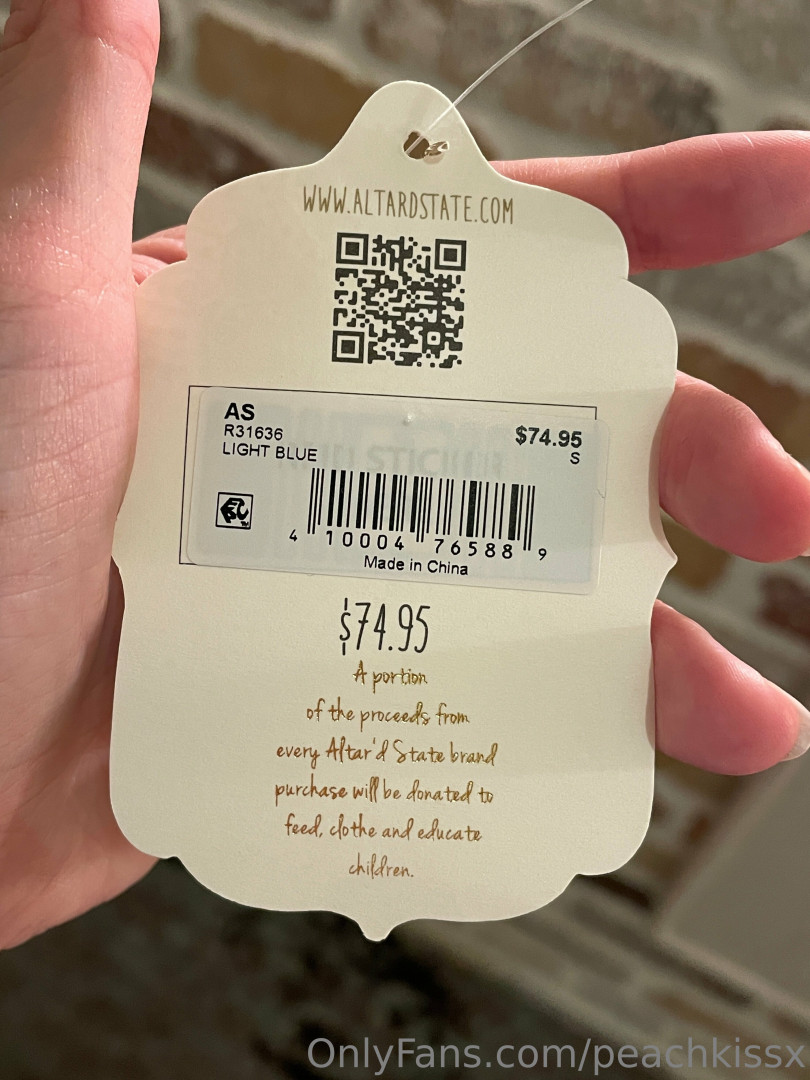 WWW.ALTARDSTATE.COM
AS
R31636
LIGHT BLUE
$74.95
S
4 10004 76588 9
Made in China
$74.95
A portion
of the proceeds from
every Altar'd State brand
purchase will be donated to
feed, clothe and educate
children.
OnlyFans.com/peachkissx